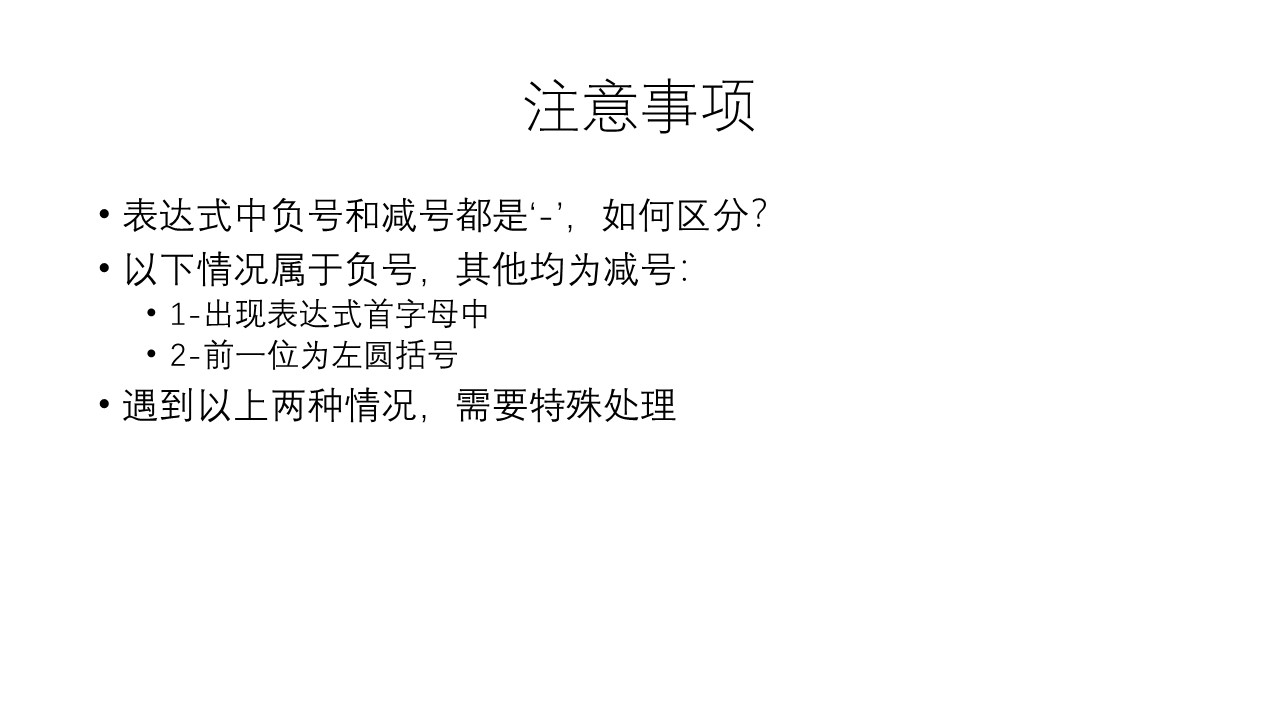 注意事项
• 表达式中负号和减号都是‘-’，如何区分？
• 以下情况属于负号，其他均为减号：
• 1-出现表达式首字母中
• 2-前一位为左圆括号
• 遇到以上两种情况，需要特殊处理